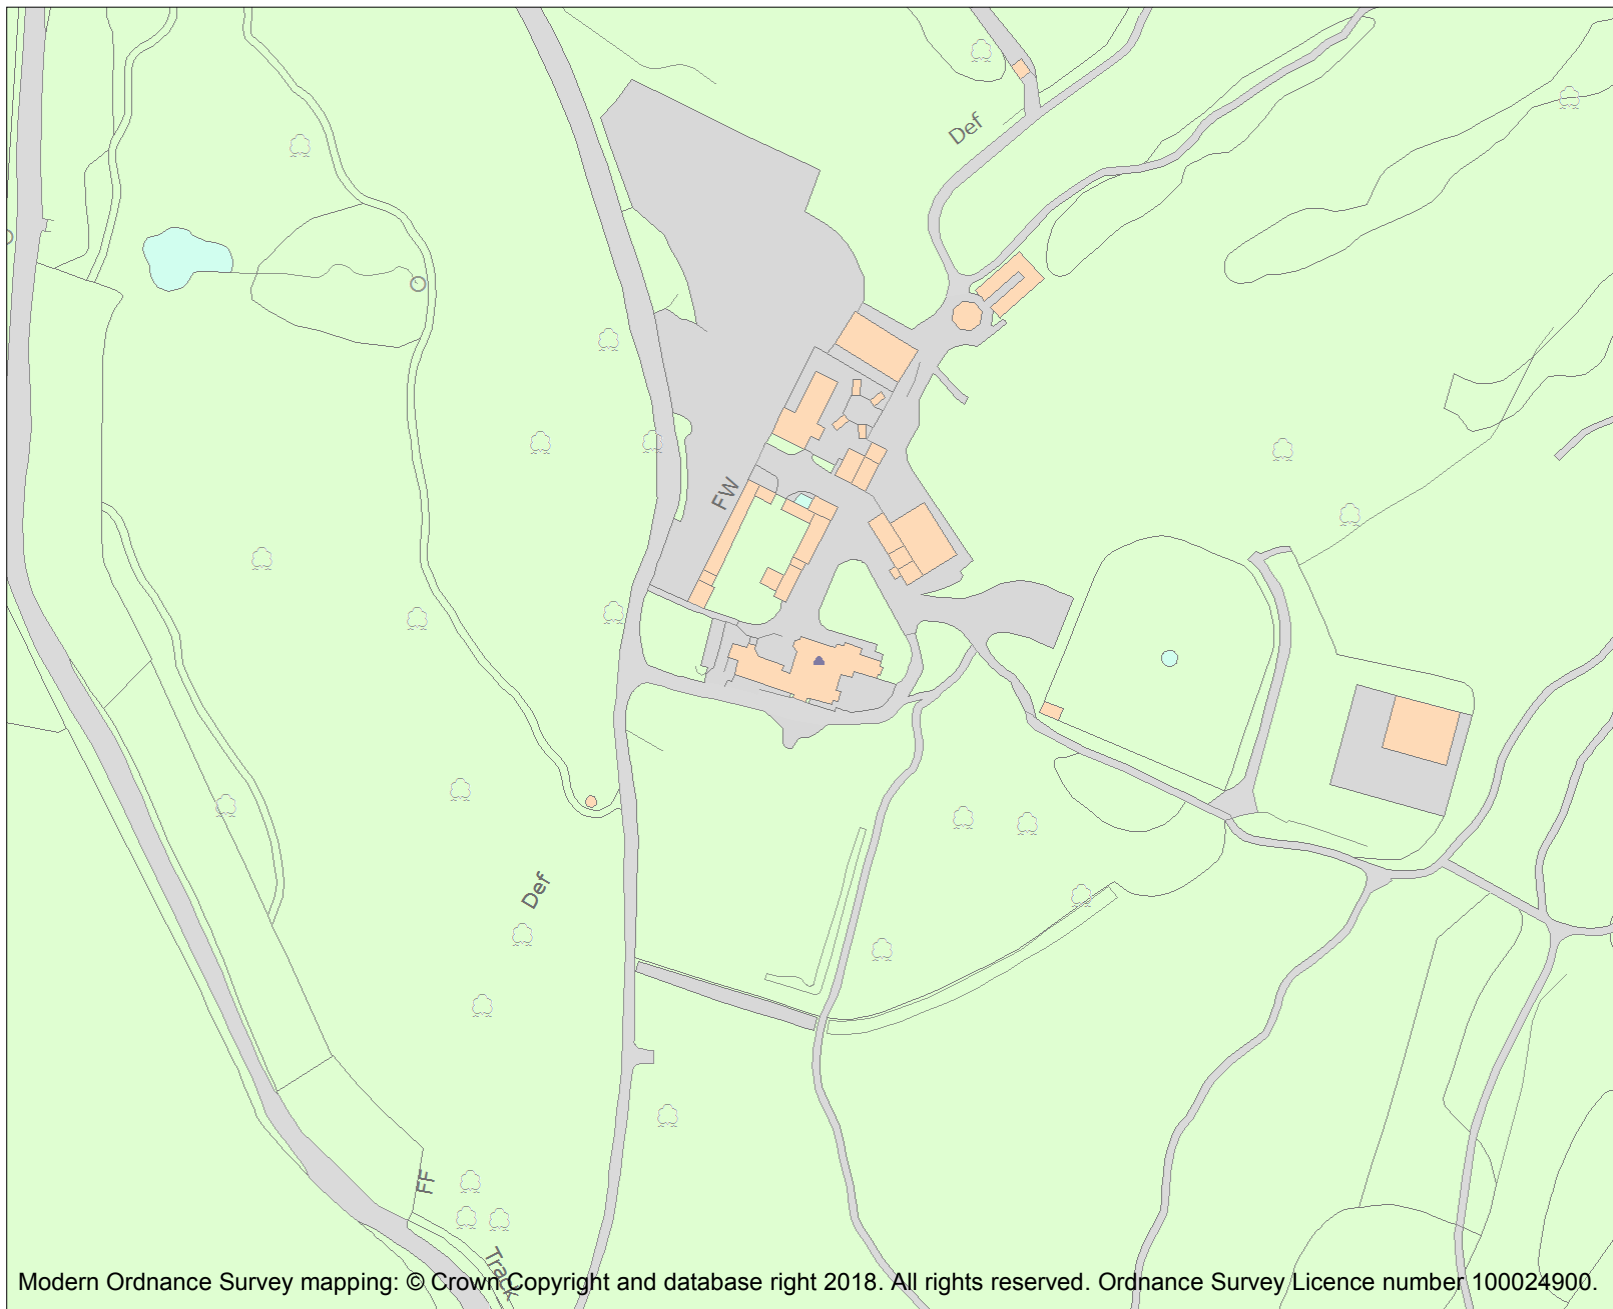 Def
FW
Def
FF
Track
Modern Ordnance Survey mapping: © Crown Copyright and database right 2018. All rights reserved. Ordnance Survey Licence number 100024900.